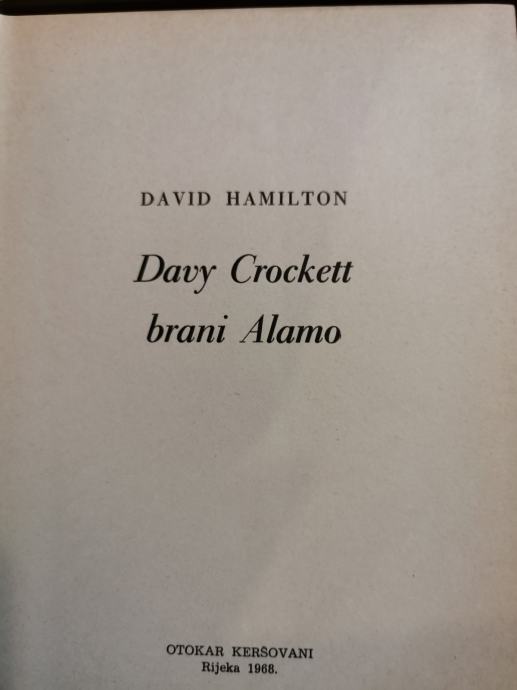 DAVID HAMILTON
Davy Crockett
brani Alamo
OTOKAR KERŠOVANI
Rijeka 1968.